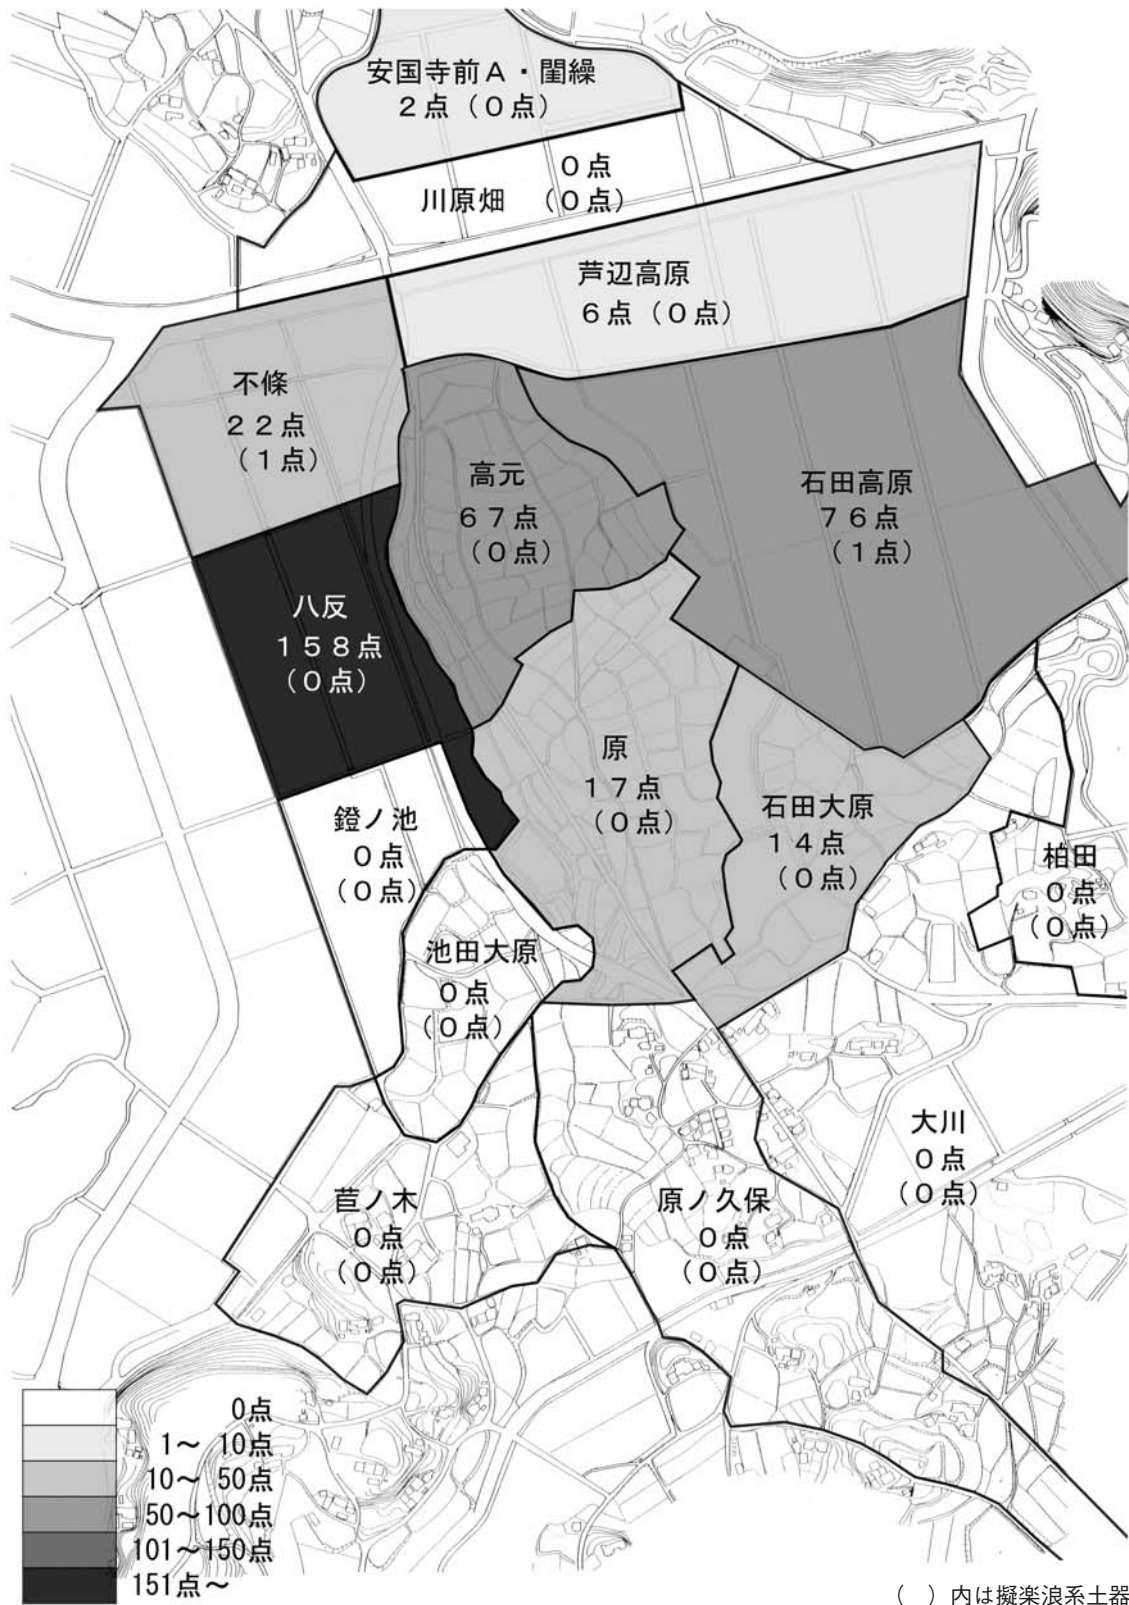 安国寺前Ａ・閨繰
２点（０点）
０点
川原畑　（０点）
芦辺高原
６点（０点）
不條
２２点
（１点）
高元
６７点
（０点）
石田高原
７６点
（１点）
八反
１５８点
（０点）
原
１７点
（０点）
石田大原
１４点
（０点）
鐙ノ池
０点
（０点）
柏田
０点
（０点）
池田大原
０点
（０点）
大川
０点
（０点）
苣ノ木
０点
（０点）
原ノ久保
０点
（０点）
0点
1～ 10点
10～ 50点
50～100点
101～150点
151点～
（　）内は擬楽浪系土器